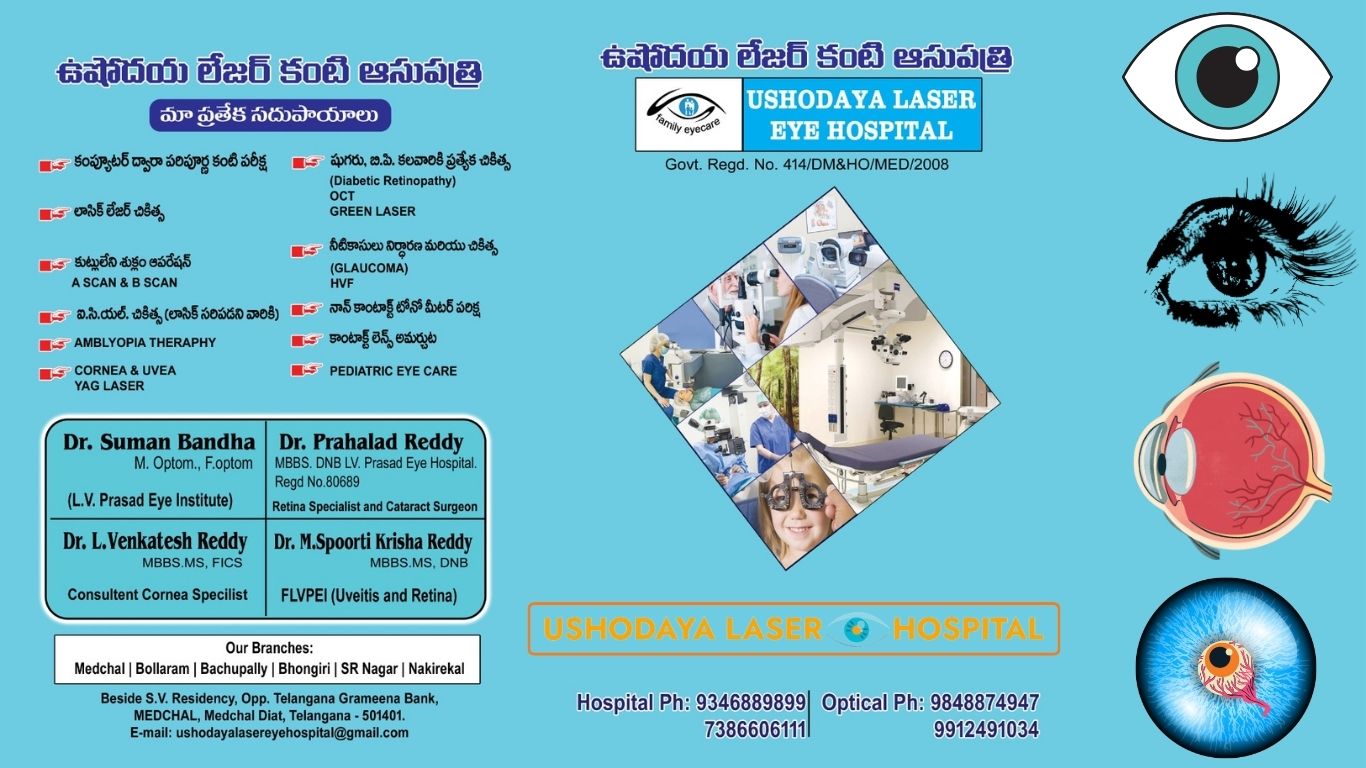 ఉషోదయ లేజర్ కంటి ఆసుపత్రి
మా ప్రతేక సదుపాయాలు
కంప్యూటర్ ద్వారా పరిపూర్ణ కంటి పరీక్ష
లాసిక్ లేజర్ చికిత్స
కుట్లులేని శుక్లం ఆపరేషన్
A SCAN & B SCAN
ఐ.సి.యల్. చికిత్స (లాసిక్ సరిపడని వారికి)
AMBLYOPIA THERAPHY
CORNEA & UVEA
YAG LASER
షుగరు, బి.పి. కలవారికి ప్రత్యేక చికిత్స
(Diabetic Retinopathy)
OCT
GREEN LASER
నీటికాసులు నిర్ధారణ మరియు చికిత్స
(GLAUCOMA)
HVF
నాన్ కాంటాక్ట్ టోనో మీటర్ పరిక్ష
కాంటాక్ట్ లెన్స్ అమర్చుట
PEDIATRIC EYE CARE
Dr. Suman Bandha
M. Optom., F.optom
(L.V. Prasad Eye Institute)
Dr. Prahalad Reddy
MBBS. DNB LV. Prasad Eye Hospital.
Regd No.80689
Retina Specialist and Cataract Surgeon
Dr. L.Venkatesh Reddy
MBBS.MS, FICS
Consultent Cornea Specilist
Dr. M.Spoorti Krisha Reddy
MBBS.MS, DNB
FLVPEI (Uveitis and Retina)
Our Branches:
Medchal | Bollaram | Bachupally | Bhongiri | SR Nagar | Nakirekal
Beside S.V. Residency, Opp. Telangana Grameena Bank,
MEDCHAL, Medchal Diat, Telangana - 501401.
E-mail: ushodayalasereyehospital@gmail.com
ఉషోదయ లేజర్ కంటి ఆసుపత్రి
family eyecare
USHODAYA LASER
EYE HOSPITAL
Govt. Regd. No. 414/DM&HO/MED/2008
USHODAYA LASER HOSPITAL
Hospital Ph: 9346889899
7386606111
Optical Ph: 9848874947
9912491034